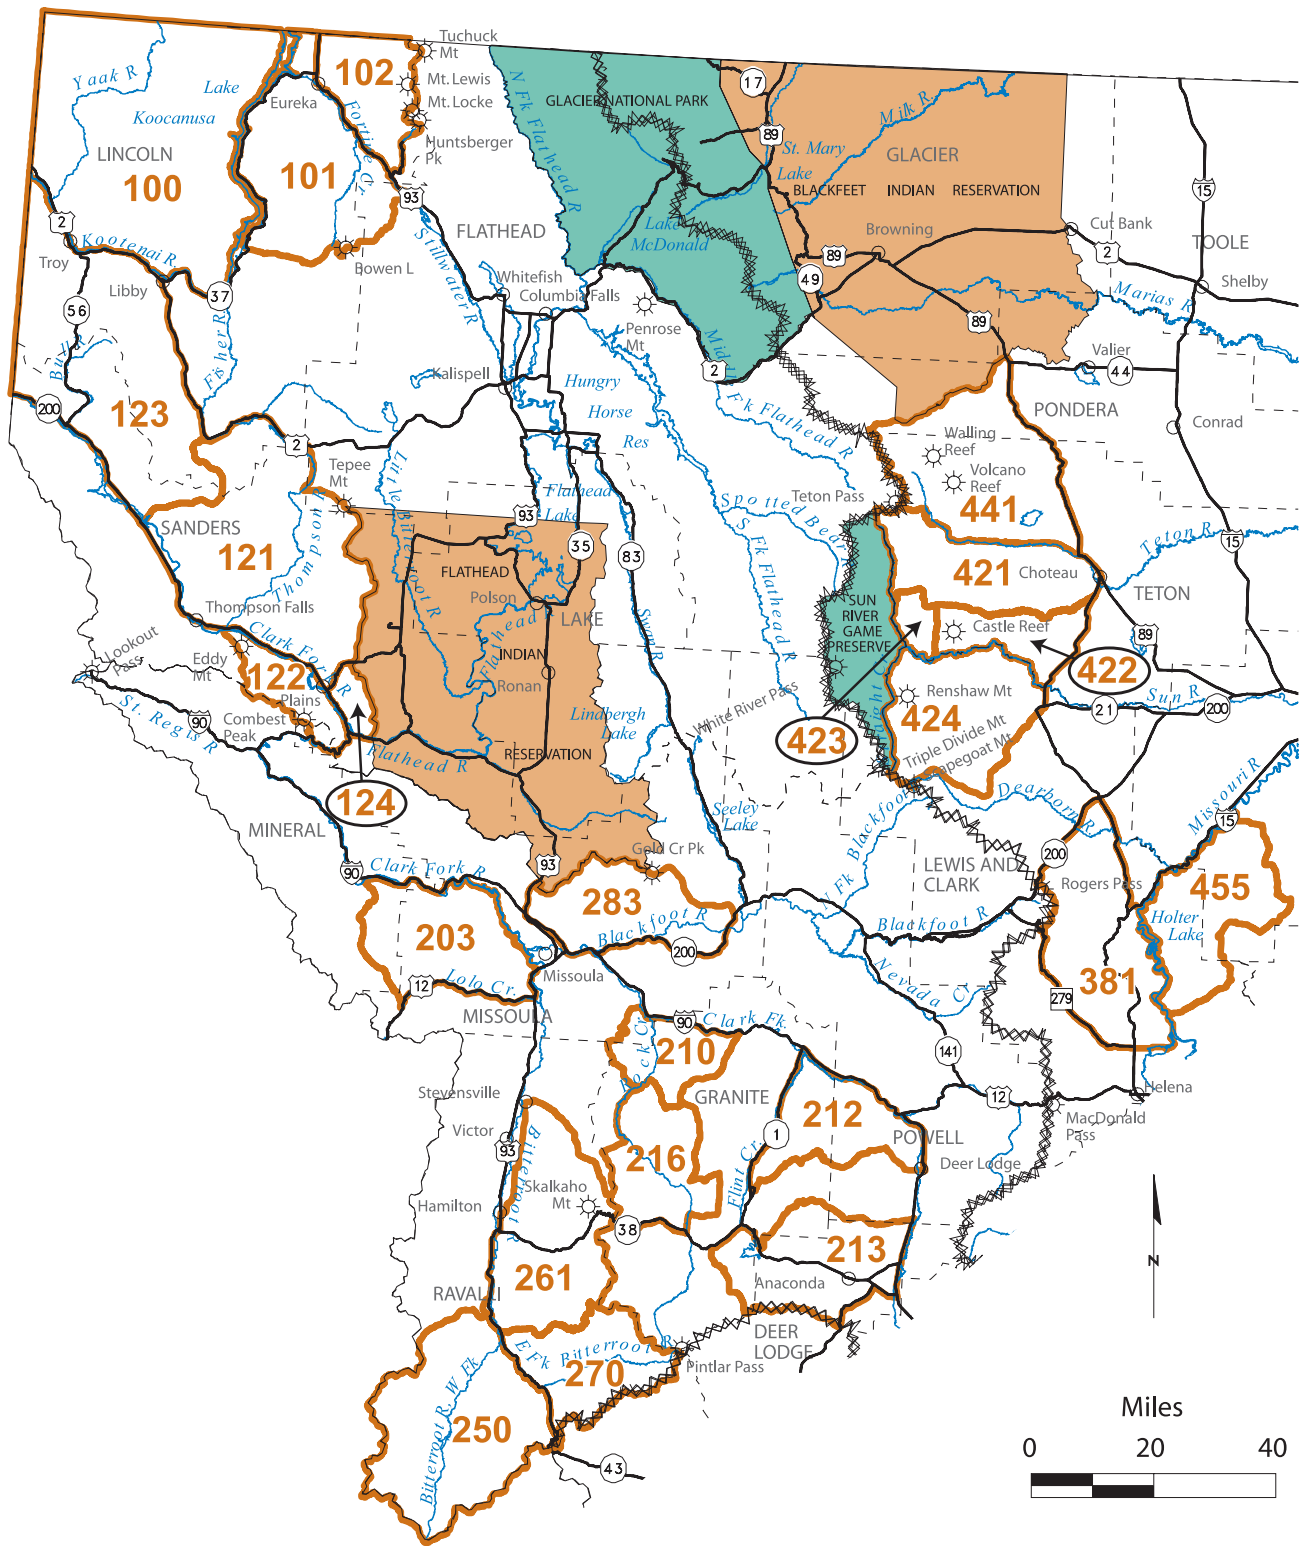 Tuchuck
Mt
Yaak R
Lake
Koocanusa
Eureka
102
Mt. Lewis
Mt. Locke
Huntsberger
Pk
Fortine Cr.
LINCOLN
100
101
93
N Fk Flathead R
GLACIER NATIONAL PARK
17
89
St. Mary
Lake
Milk R
GLACIER
BLACKFEET INDIAN RESERVATION
15
2
Kootenai R
Troy
Libby
37
Bowen L
Stillwater R
FLATHEAD
Whitefish
Columbia Falls
Lake
McDonald
Browning
89
49
Cut Bank
2
TOOLE
Shelby
Marias R
56
Bull R
Fisher R
Penrose
Mt
Midd
Fk Flathead R
2
89
Valier
44
Kalispell
Hungry
Horse
Res
200
123
2
Tepee
Mt
Little Bitterroot R
Flathead
Lake
93
35
83
PONDERA
Conrad
Walling
Reef
Volcano
Reef
Teton Pass
441
Spotted Bear R
S Fk Flathead R
SANDERS
121
Thompson R
FLATHEAD
Polson
LAKE
Flathead R
INDIAN
Ronan
RESERVATION
Swan R
421
Choteau
Teton R
15
TETON
SUN
RIVER
GAME
PRESERVE
Castle Reef
89
422
Thompson Falls
Clark Fork R
Lookout
Pass
Eddy
Mt
122
Plains
Combest
Peak
St. Regis R
90
Flathead R
124
Lindbergh
Lake
White River Pass
423
Renshaw Mt
424
Triple Divide Mt
21
Sun R
200
MINERAL
Seeley
Lake
N Fk Blackfoot
Dearborn R
Missouri R
15
90
Clark Fork R
93
Gold Cr Pk
283
LEWIS AND
CLARK
200
Rogers Pass
455
203
Blackfoot R
200
Blackfoot R
Holter
Lake
Missoula
12
Lolo Cr.
MISSOULA
Nevada Cr
279
381
90
Clark Fk.
Rock Cr.
210
GRANITE
141
12
Helena
MacDonald
Pass
Stevensville
Victor
93
Bitterroot R
216
212
POWELL
Deer Lodge
1
Flint Cr.
Skalkaho
Mt
Hamilton
38
213
Anaconda
261
RAVALLI
DEER
LODGE
E Fk Bitterroot R
Pintlar Pass
270
Bitterroot R. W Fk
250
43
N
Miles
0 20 40